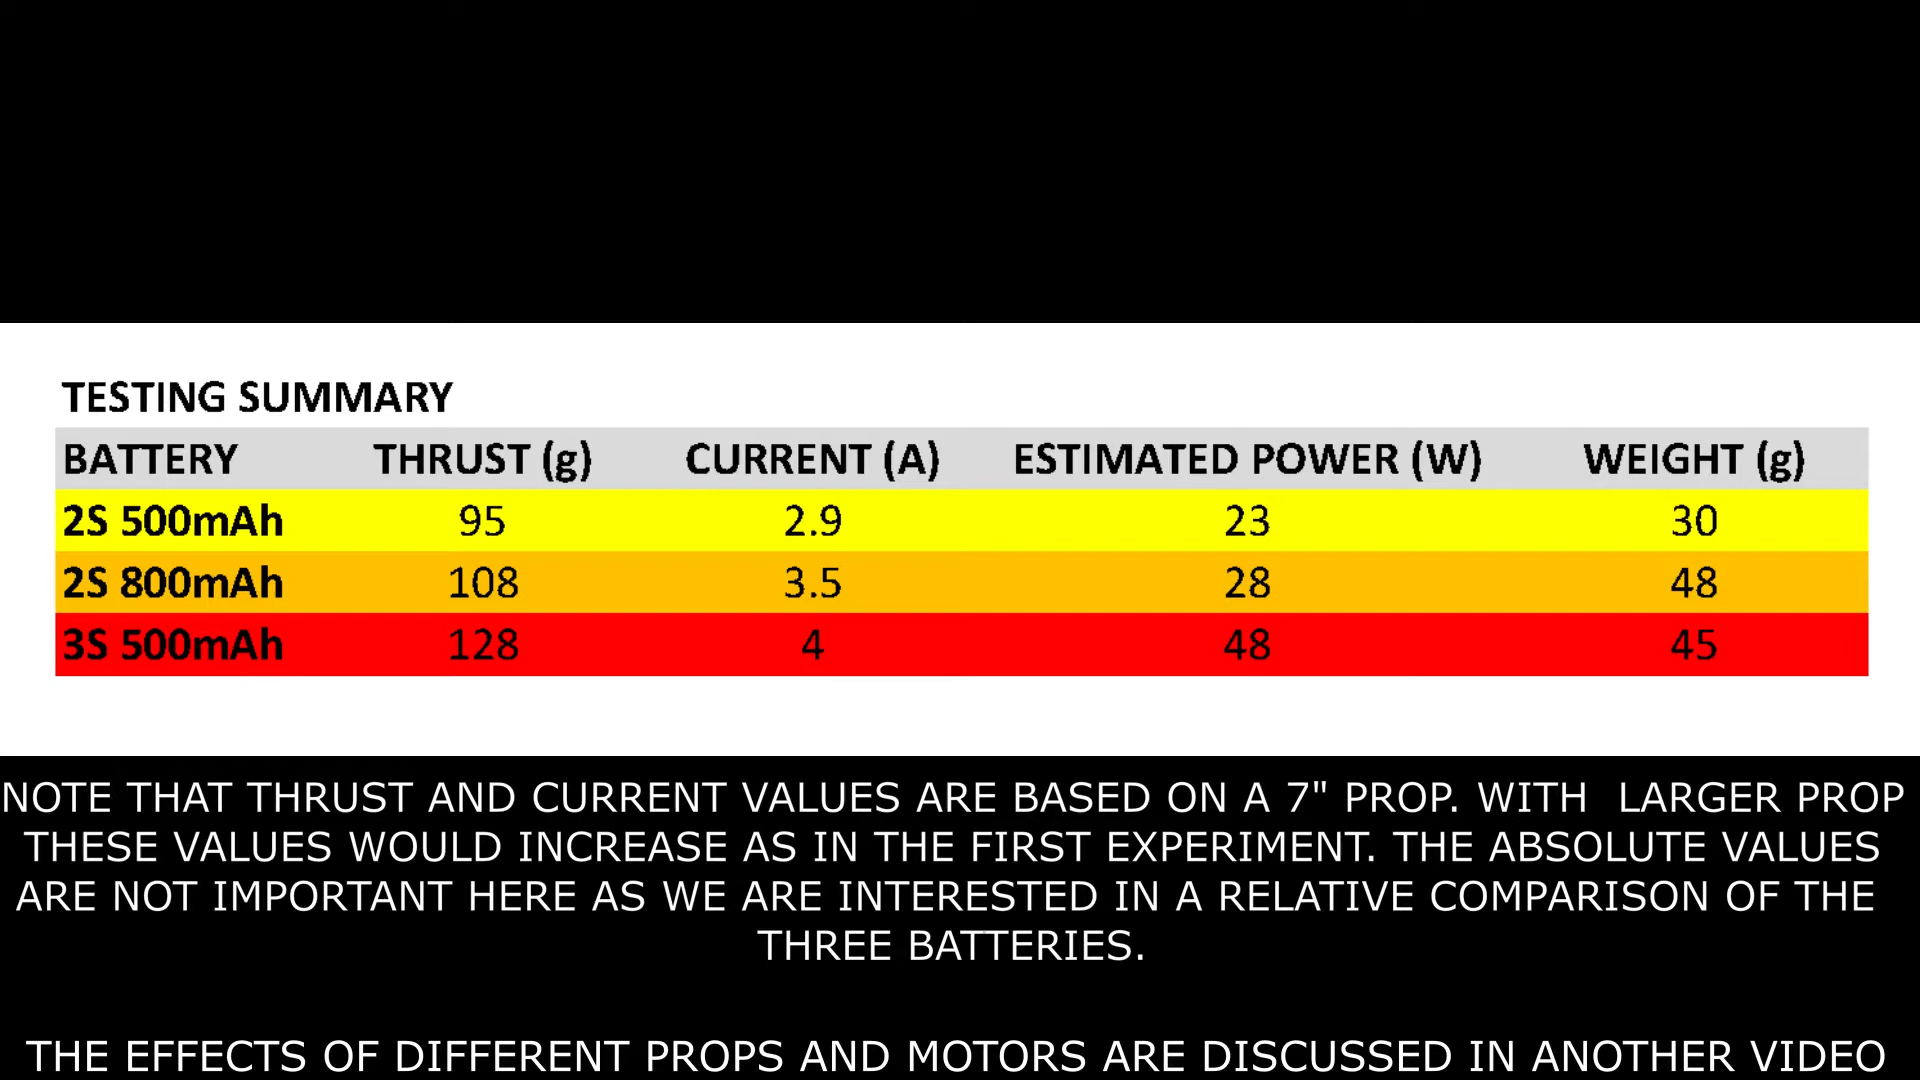 TESTING SUMMARY
BATTERY THRUST (g) CURRENT (A) ESTIMATED POWER (W) WEIGHT (g)
2S 500mAh 95 2.9 23 30
2S 800mAh 108 3.5 28 48
3S 500mAh 128 4 48 45
NOTE THAT THRUST AND CURRENT VALUES ARE BASED ON A 7" PROP. WITH LARGER PROP
THESE VALUES WOULD INCREASE AS IN THE FIRST EXPERIMENT. THE ABSOLUTE VALUES
ARE NOT IMPORTANT HERE AS WE ARE INTERESTED IN A RELATIVE COMPARISON OF THE
THREE BATTERIES.
THE EFFECTS OF DIFFERENT PROPS AND MOTORS ARE DISCUSSED IN ANOTHER VIDEO